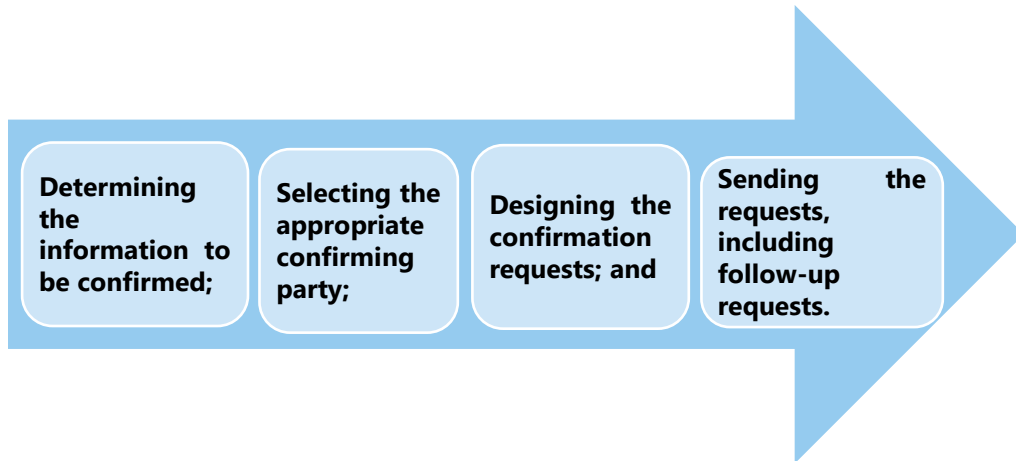 Determining
the
information to
be confirmed;
Selecting the
appropriate
confirming
party;
Designing the
confirmation
requests; and
Sending the
requests,
including
follow-up
requests.